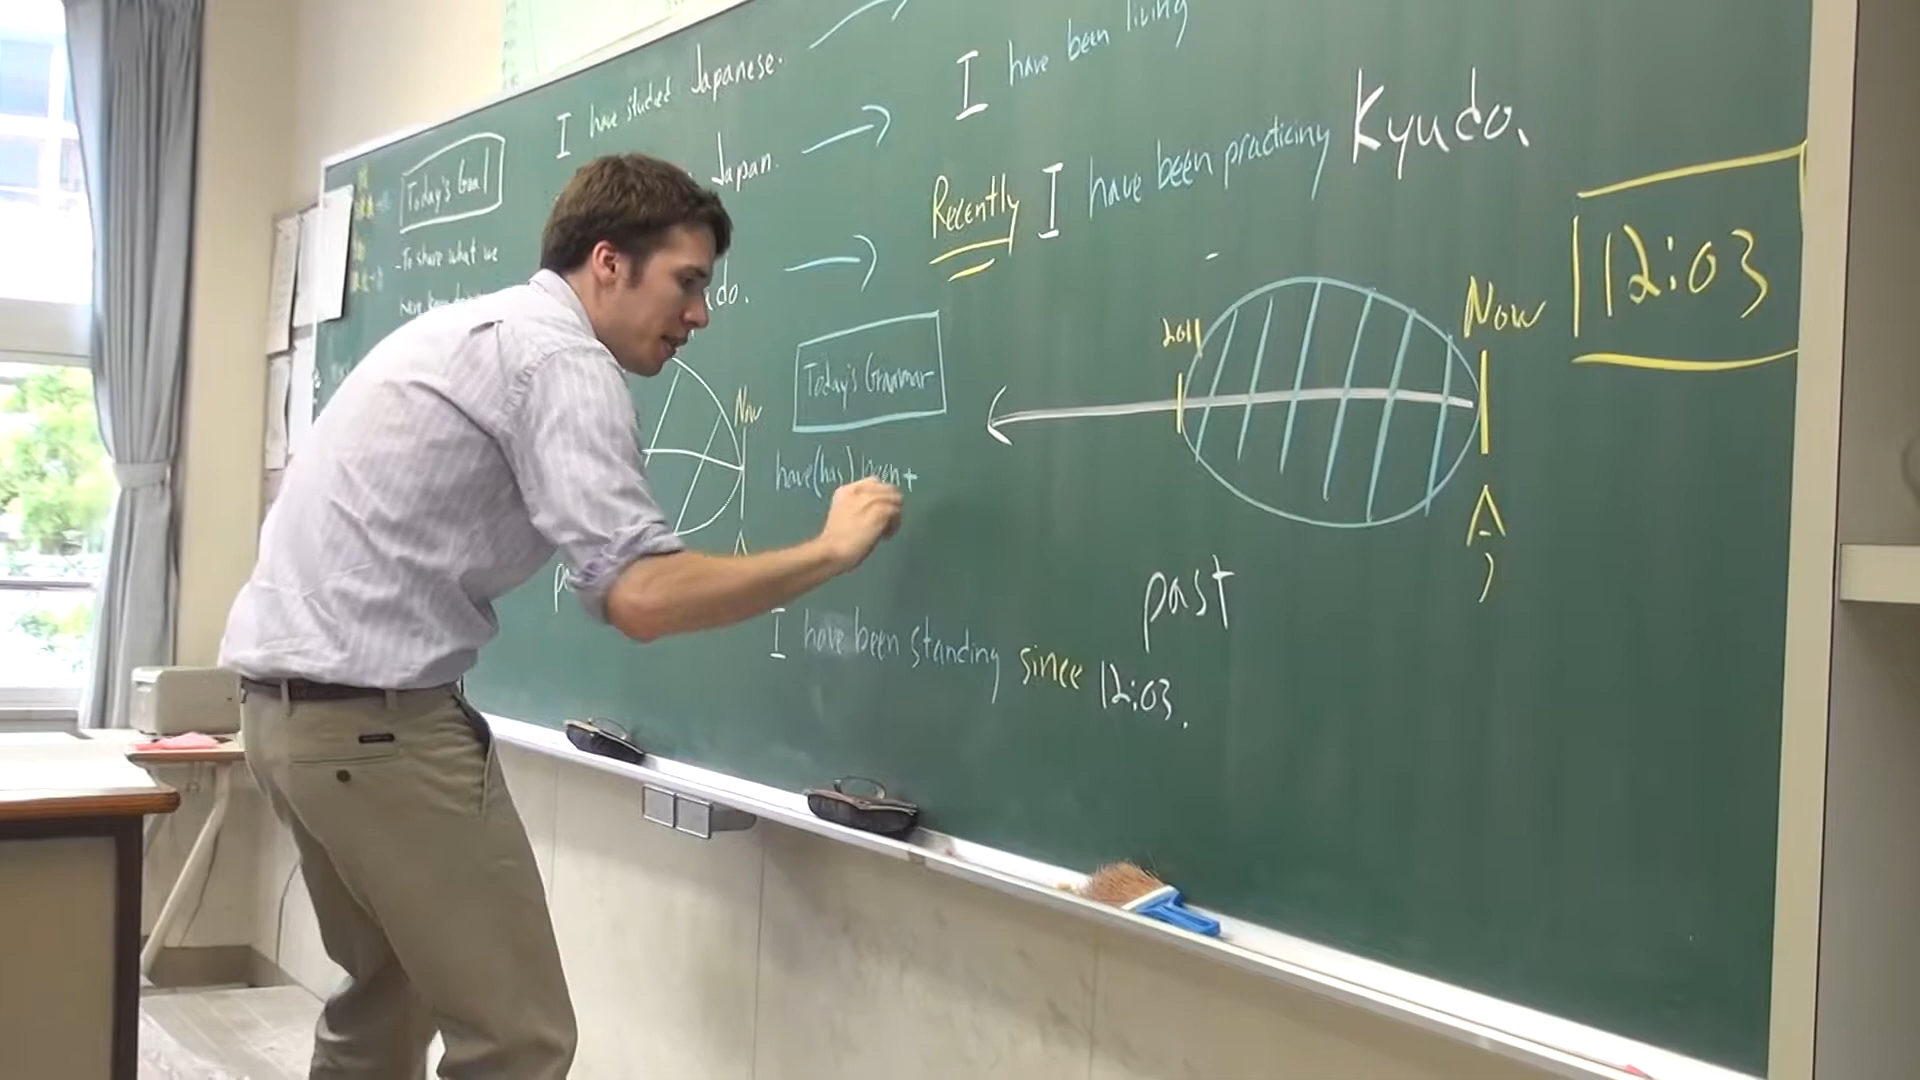 Today's Goal
-To share what we
have
I have studied Japanese.
Japan.
do.
Now
I have been living
Recently I have been practicing Kyudo.
12:03
Today's Grammar
have(has) been+
2011
Now
past
I have been standing since 12:03.